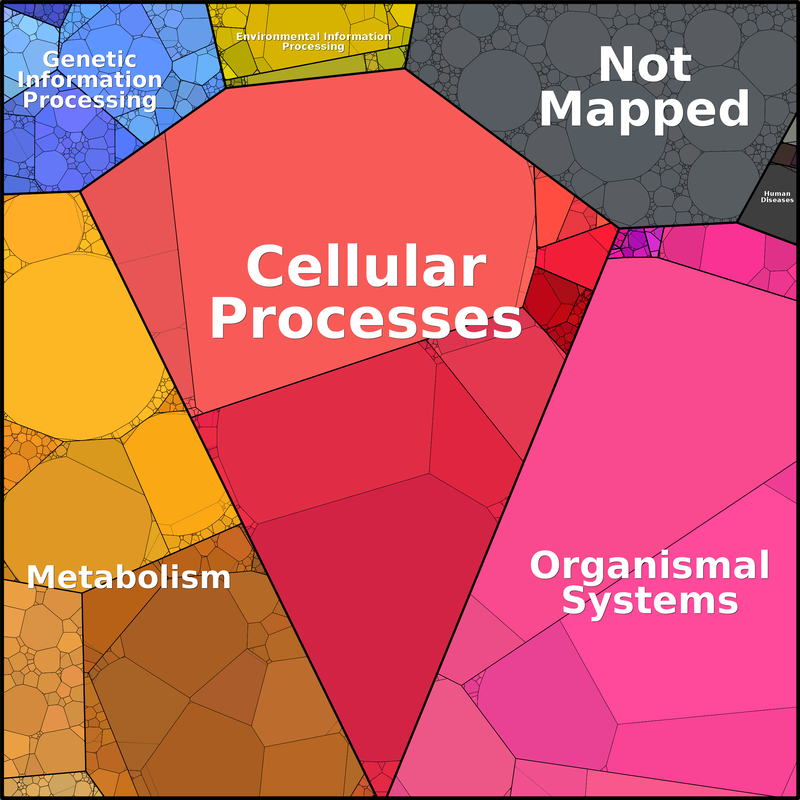 Genetic
Information
Processing
Environmental Information
Processing
Not
Mapped
Human
Diseases
Cellular
Processes
Metabolism
Organismal
Systems